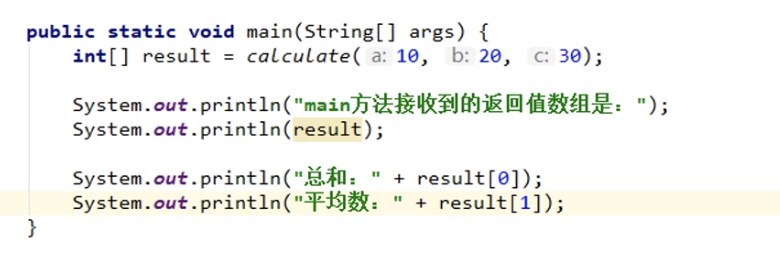 public static void main(String[] args) {
    int[] result = calculate( a: 10,  b: 20,  c: 30);

    System.out.println("main方法接收到的返回值数组是：");
    System.out.println(result);

    System.out.println("总和：" + result[0]);
    System.out.println("平均数：" + result[1]);
}